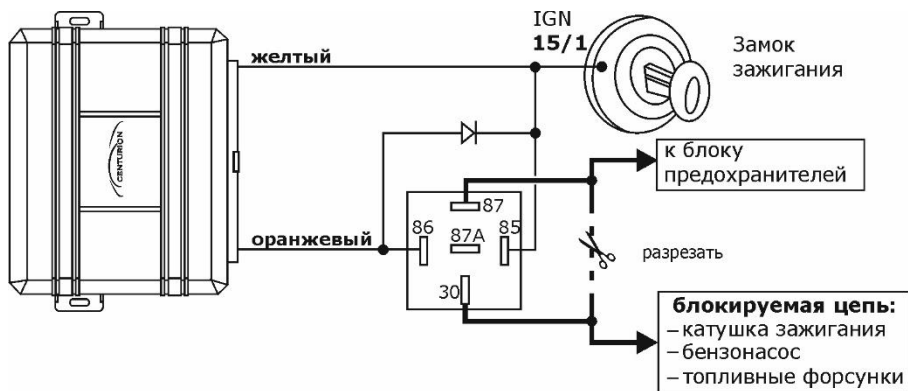 IGN
15/1
Замок
зажигания
желтый
CENTURION
к блоку
предохранителей
87
86
87A
85
оранжевый
разрезать
30
блокируемая цепь:
– катушка зажигания
– бензонасос
– топливные форсунки